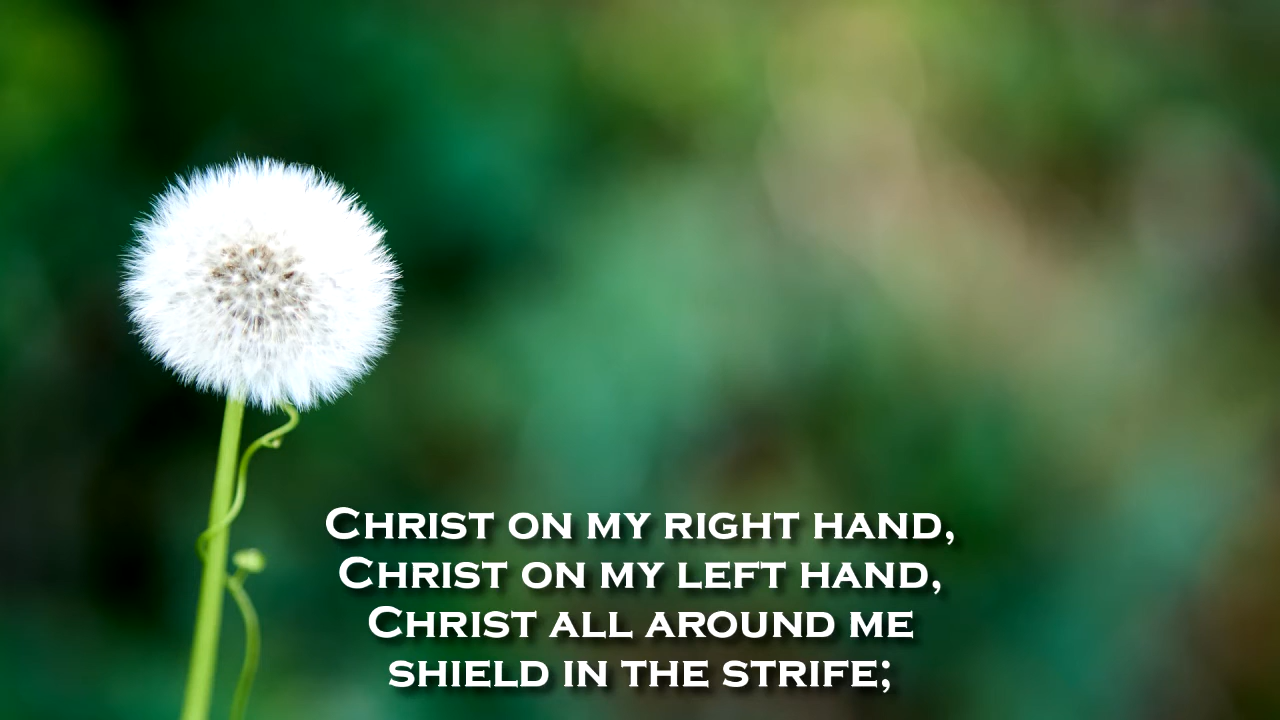 Christ on my right hand,
Christ on my left hand,
Christ all around me
shield in the strife;